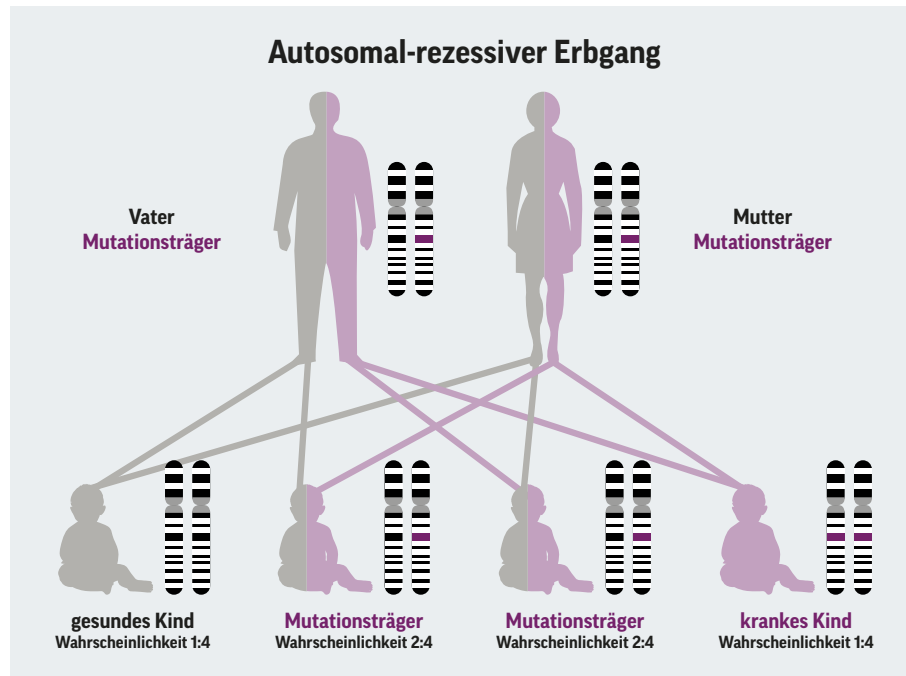 Autosomal-rezessiver Erbgang
Vater
Mutationsträger
Mutter
Mutationsträger
gesundes Kind
Wahrscheinlichkeit 1:4
Mutationsträger
Wahrscheinlichkeit 2:4
Mutationsträger
Wahrscheinlichkeit 2:4
krankes Kind
Wahrscheinlichkeit 1:4